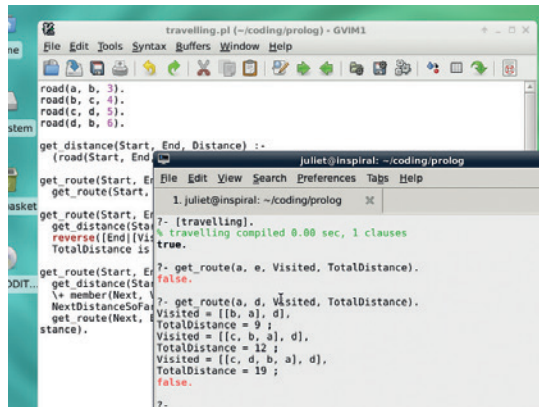 me
stem
asket
DDIT...
travelling.pl (~/coding/prolog) - GVIM1
File Edit Tools Syntax Buffers Window Help
road(a, b, 3).
road(b, c, 4).
road(c, d, 5).
road(d, b, 6).
get_distance(Start, End, Distance) :-
(road(Start, End,
get_route(Start, En
get_route(Start,
get_route(Start, En
get_distance(Sta
reverse([End|[Vis
TotalDistance is
get_route(Start, En
get_distance(Sta
\+ member(Next, V
NextDistanceSoFar
get_route(Next, E
stance).
juliet@inspiral: ~/coding/prolog
File Edit View Search Preferences Tabs Help
1. juliet@inspiral: ~/coding/prolog
?- [travelling].
% travelling compiled 0.00 sec, 1 clauses
true.
?- get_route(a, e, Visited, TotalDistance).
false.
?- get_route(a, d, Visited, TotalDistance).
Visited = [[b, a], d],
TotalDistance = 9 ;
Visited = [[c, b, a], d],
TotalDistance = 12 ;
Visited = [[c, d, b, a], d],
TotalDistance = 19 ;
false.
?-